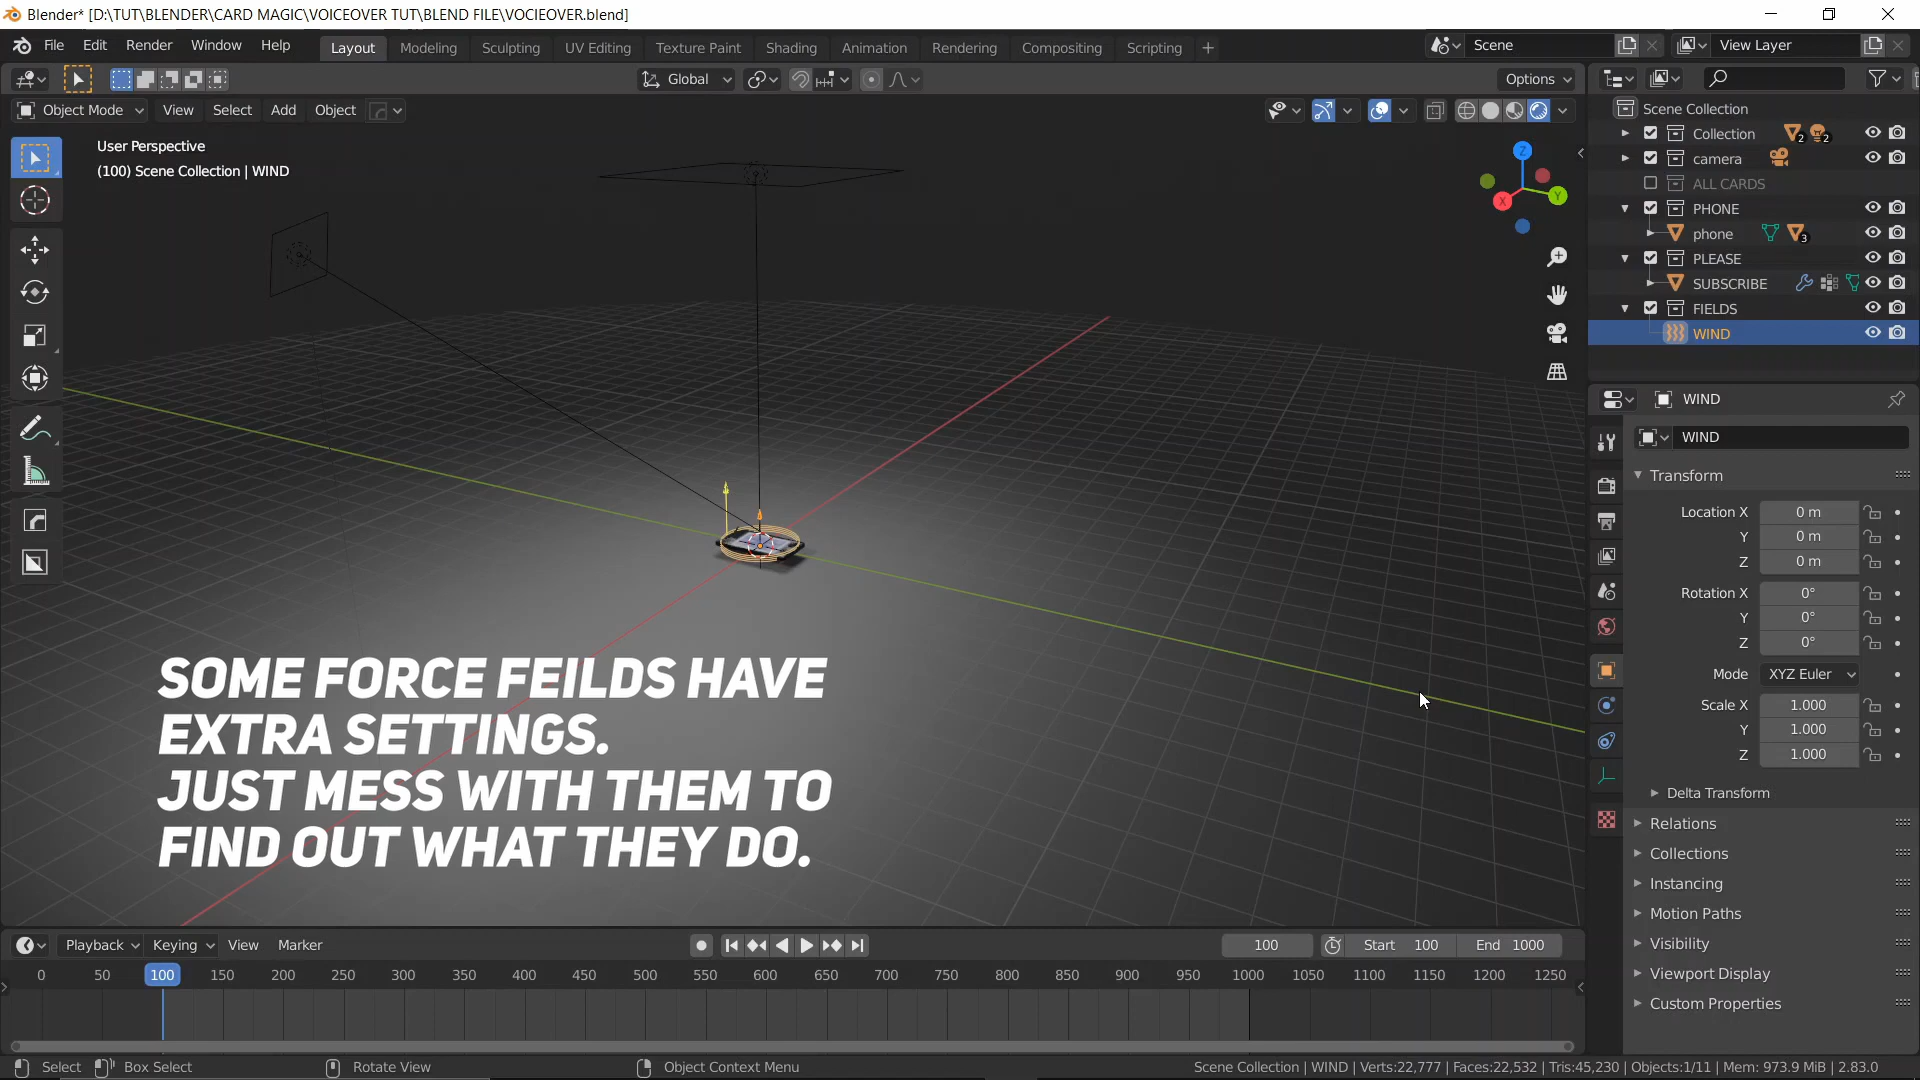 Blender* [D:\TUT\BLENDER\CARD MAGIC\VOICEOVER TUT\BLEND FILE\VOCIEOVER.blend]
File Edit Render Window Help Layout Modeling Sculpting UV Editing Texture Paint Shading Animation Rendering Compositing Scripting + Scene View Layer
Global Options
Object Mode View Select Add Object
User Perspective
(100) Scene Collection | WIND
Z
Y
X
Scene Collection
Collection 2 2
camera
ALL CARDS
PHONE
phone 3
PLEASE
SUBSCRIBE
FIELDS
WIND
WIND
WIND
Transform
Location X 0 m
Y 0 m
Z 0 m
Rotation X 0°
Y 0°
Z 0°
Mode XYZ Euler
Scale X 1.000
Y 1.000
Z 1.000
Delta Transform
Relations
Collections
Instancing
Motion Paths
Visibility
Viewport Display
Custom Properties
SOME FORCE FEILDS HAVE
EXTRA SETTINGS.
JUST MESS WITH THEM TO
FIND OUT WHAT THEY DO.
Playback Keying View Marker 100 Start 100 End 1000
0 50 100 150 200 250 300 350 400 450 500 550 600 650 700 750 800 850 900 950 1000 1050 1100 1150 1200 1250
Select Box Select Rotate View Object Context Menu Scene Collection | WIND | Verts:22,777 | Faces:22,532 | Tris:45,230 | Objects:1/11 | Mem: 973.9 MiB | 2.83.0